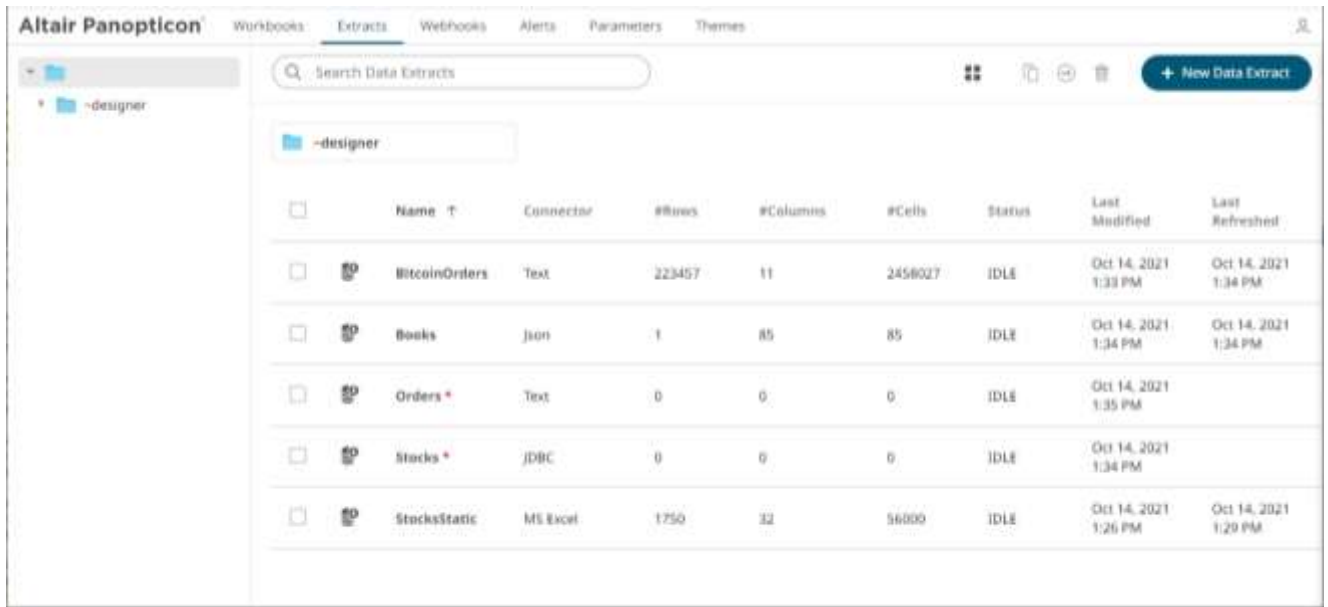 Altair Panopticon Workbooks Extracts Webhooks Alerts Parameters Themes
Search Data Extracts + New Data Extract
~designer
~designer
Name ↑ Connector #Rows #Columns #Cells Status Last Modified Last Refreshed
BitcoinOrders Text 223457 11 2458027 IDLE Oct 14, 2021 1:33 PM Oct 14, 2021 1:34 PM
Books Json 1 85 85 IDLE Oct 14, 2021 1:34 PM Oct 14, 2021 1:34 PM
Orders * Text 0 0 0 IDLE Oct 14, 2021 1:35 PM
Stocks * JDBC 0 0 0 IDLE Oct 14, 2021 1:34 PM
StocksStatic MS Excel 1750 32 56000 IDLE Oct 14, 2021 1:26 PM Oct 14, 2021 1:29 PM